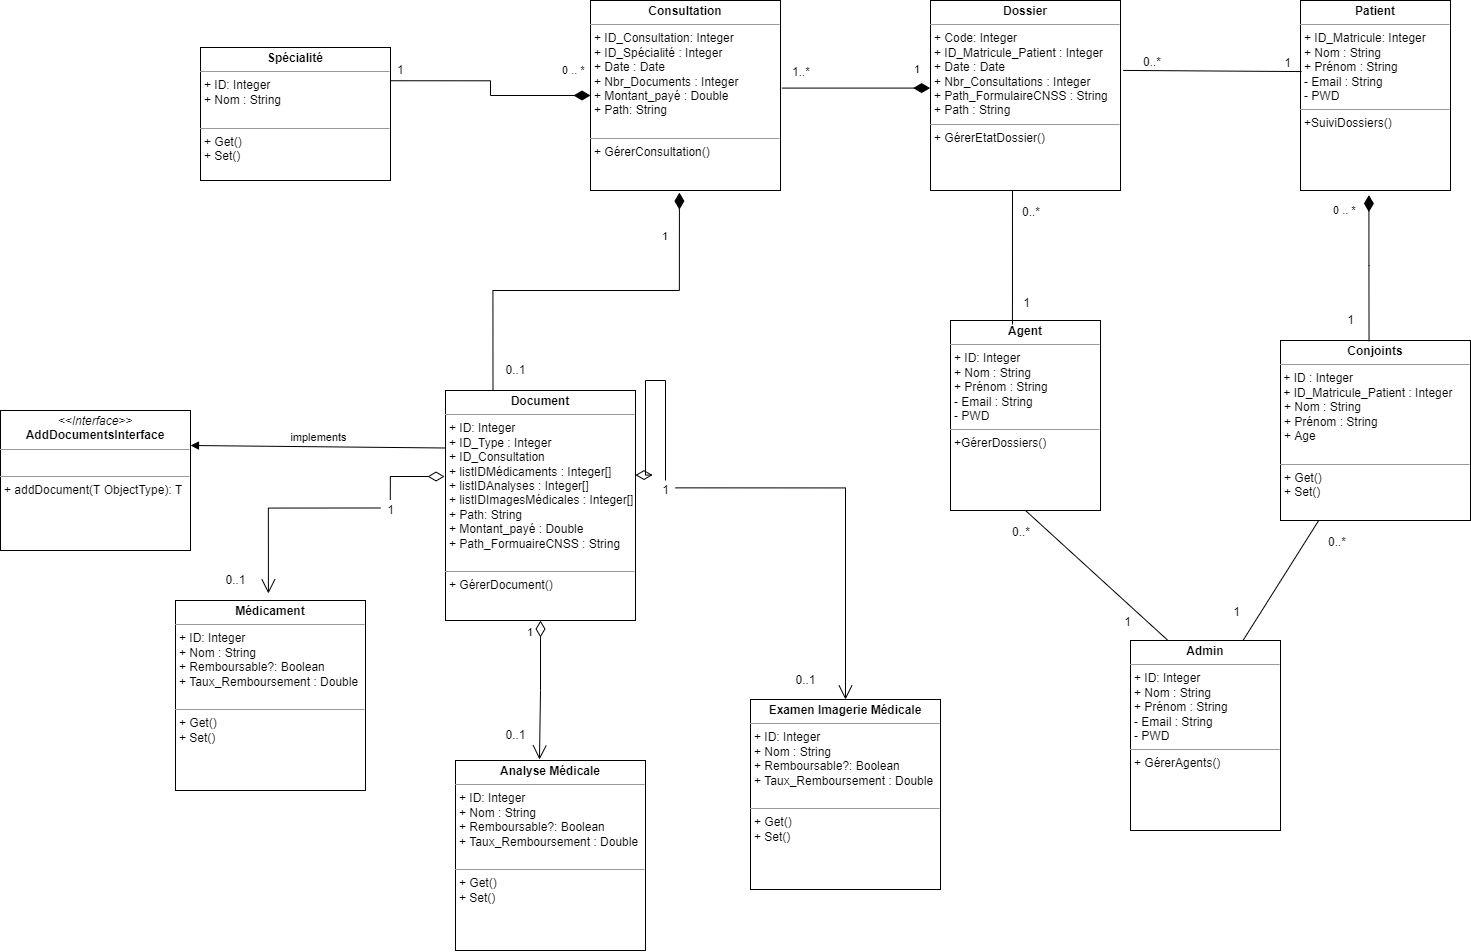 Spécialité
+ ID: Integer
+ Nom : String
+ Get()
+ Set()
1
0 .. *
Consultation
+ ID_Consultation: Integer
+ ID_Spécialité : Integer
+ Date : Date
+ Nbr_Documents : Integer
+ Montant_payé : Double
+ Path: String
+ GérerConsultation()
1..*
1
Dossier
+ Code: Integer
+ ID_Matricule_Patient : Integer
+ Date : Date
+ Nbr_Consultations : Integer
+ Path_FormulaireCNSS : String
+ Path : String
+ GérerEtatDossier()
0..*
1
Patient
+ ID_Matricule: Integer
+ Nom : String
+ Prénom : String
- Email : String
- PWD
+SuiviDossiers()
1
0..1
0..*
1
0 .. *
1
Agent
+ ID: Integer
+ Nom : String
+ Prénom : String
- Email : String
- PWD
+GérerDossiers()
Conjoints
+ ID : Integer
+ ID_Matricule_Patient : Integer
+ Nom : String
+ Prénom : String
+ Age
+ Get()
+ Set()
<<Interface>>
AddDocumentsInterface
+ addDocument(T ObjectType): T
implements
Document
+ ID: Integer
+ ID_Type : Integer
+ ID_Consultation
+ listIDMédicaments : Integer[]
+ listIDAnalyses : Integer[]
+ listIDImagesMédicales : Integer[]
+ Path: String
+ Montant_payé : Double
+ Path_FormuaireCNSS : String
+ GérerDocument()
1
1
0..1
1
0..1
0..1
0..*
1
0..*
1
Médicament
+ ID: Integer
+ Nom : String
+ Remboursable?: Boolean
+ Taux_Remboursement : Double
+ Get()
+ Set()
Analyse Médicale
+ ID: Integer
+ Nom : String
+ Remboursable?: Boolean
+ Taux_Remboursement : Double
+ Get()
+ Set()
Examen Imagerie Médicale
+ ID: Integer
+ Nom : String
+ Remboursable?: Boolean
+ Taux_Remboursement : Double
+ Get()
+ Set()
Admin
+ ID: Integer
+ Nom : String
+ Prénom : String
- Email : String
- PWD
+ GérerAgents()